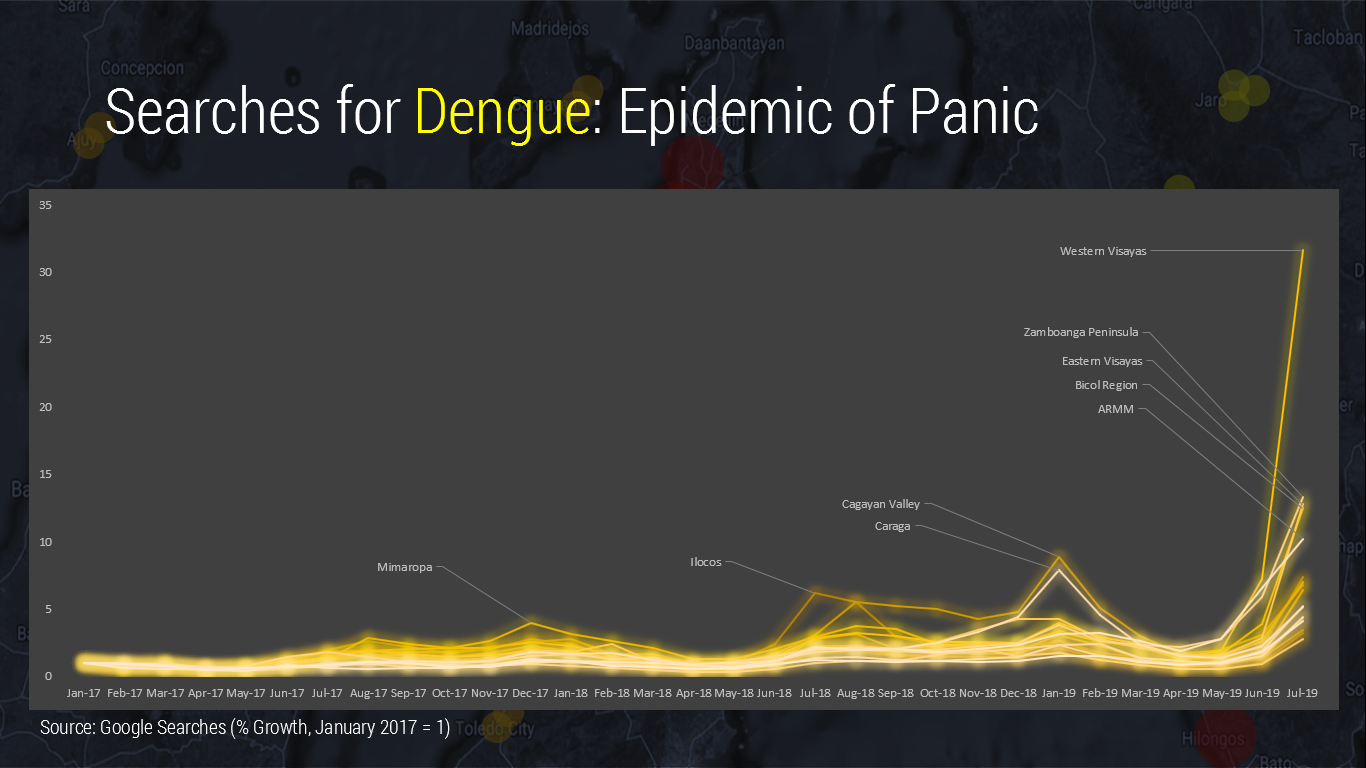 Sara
Madridejos
Carigara
Daanbantayan
Tacloban
Concepcion
Jaro
Ajuy
Searches for Dengue: Epidemic of Panic
35
30
25
20
15
10
5
0
Western Visayas
Zamboanga Peninsula
Eastern Visayas
Bicol Region
ARMM
Cagayan Valley
Caraga
Ilocos
Mimaropa
Jan-17 Feb-17 Mar-17 Apr-17 May-17 Jun-17 Jul-17 Aug-17 Sep-17 Oct-17 Nov-17 Dec-17 Jan-18 Feb-18 Mar-18 Apr-18 May-18 Jun-18 Jul-18 Aug-18 Sep-18 Oct-18 Nov-18 Dec-18 Jan-19 Feb-19 Mar-19 Apr-19 May-19 Jun-19 Jul-19
Source: Google Searches (% Growth, January 2017 = 1)
Toledo City
Hilongos
Bato